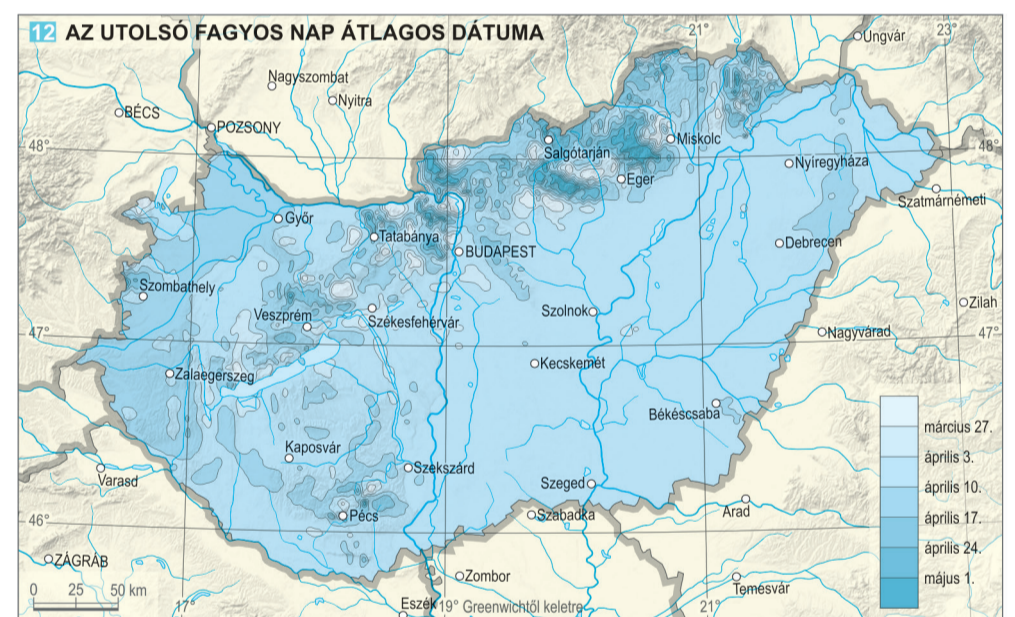 12 AZ UTOLSÓ FAGYOS NAP ÁTLAGOS DÁTUMA
21°
23°
Ungvár
Nagyszombat
Nyitra
BÉCS
POZSONY
48°
Salgótarján
Miskolc
48°
Nyíregyháza
Eger
Szatmárnémeti
Győr
Tatabánya
BUDAPEST
Debrecen
Szombathely
Veszprém
Székesfehérvár
Szolnok
Zilah
47°
Nagyvárad
47°
Kecskemét
Zalaegerszeg
Békéscsaba
március 27.
Kaposvár
április 3.
Varasd
Szekszárd
Szeged
április 10.
46°
Pécs
Szabadka
Arad
április 17.
április 24.
ZÁGRÁB
Zombor
május 1.
0 25 50 km
Temesvár
17°
Eszék
19° Greenwichtől keletre
21°